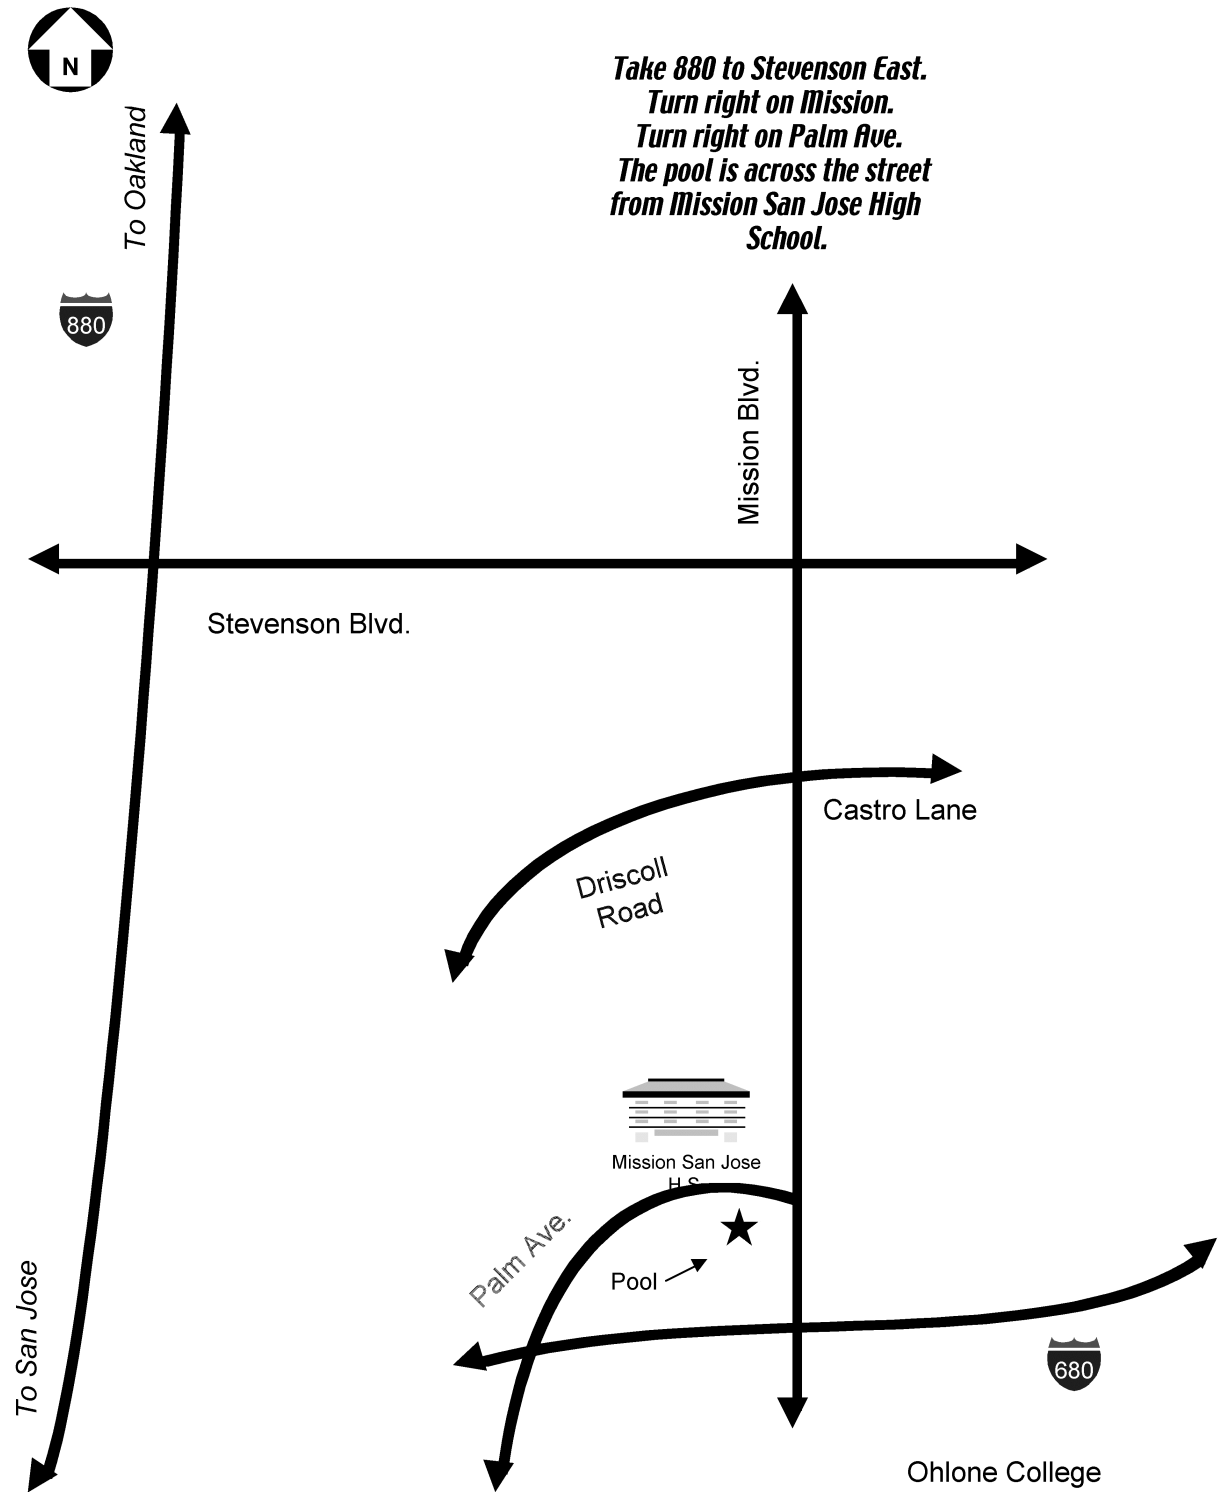 N
Take 880 to Stevenson East.
Turn right on Mission.
Turn right on Palm Ave.
The pool is across the street
from Mission San Jose High
School.
To Oakland
880
Mission Blvd.
Stevenson Blvd.
Castro Lane
Driscoll
Road
Mission San Jose
H.S.
Palm Ave.
Pool
To San Jose
680
Ohlone College